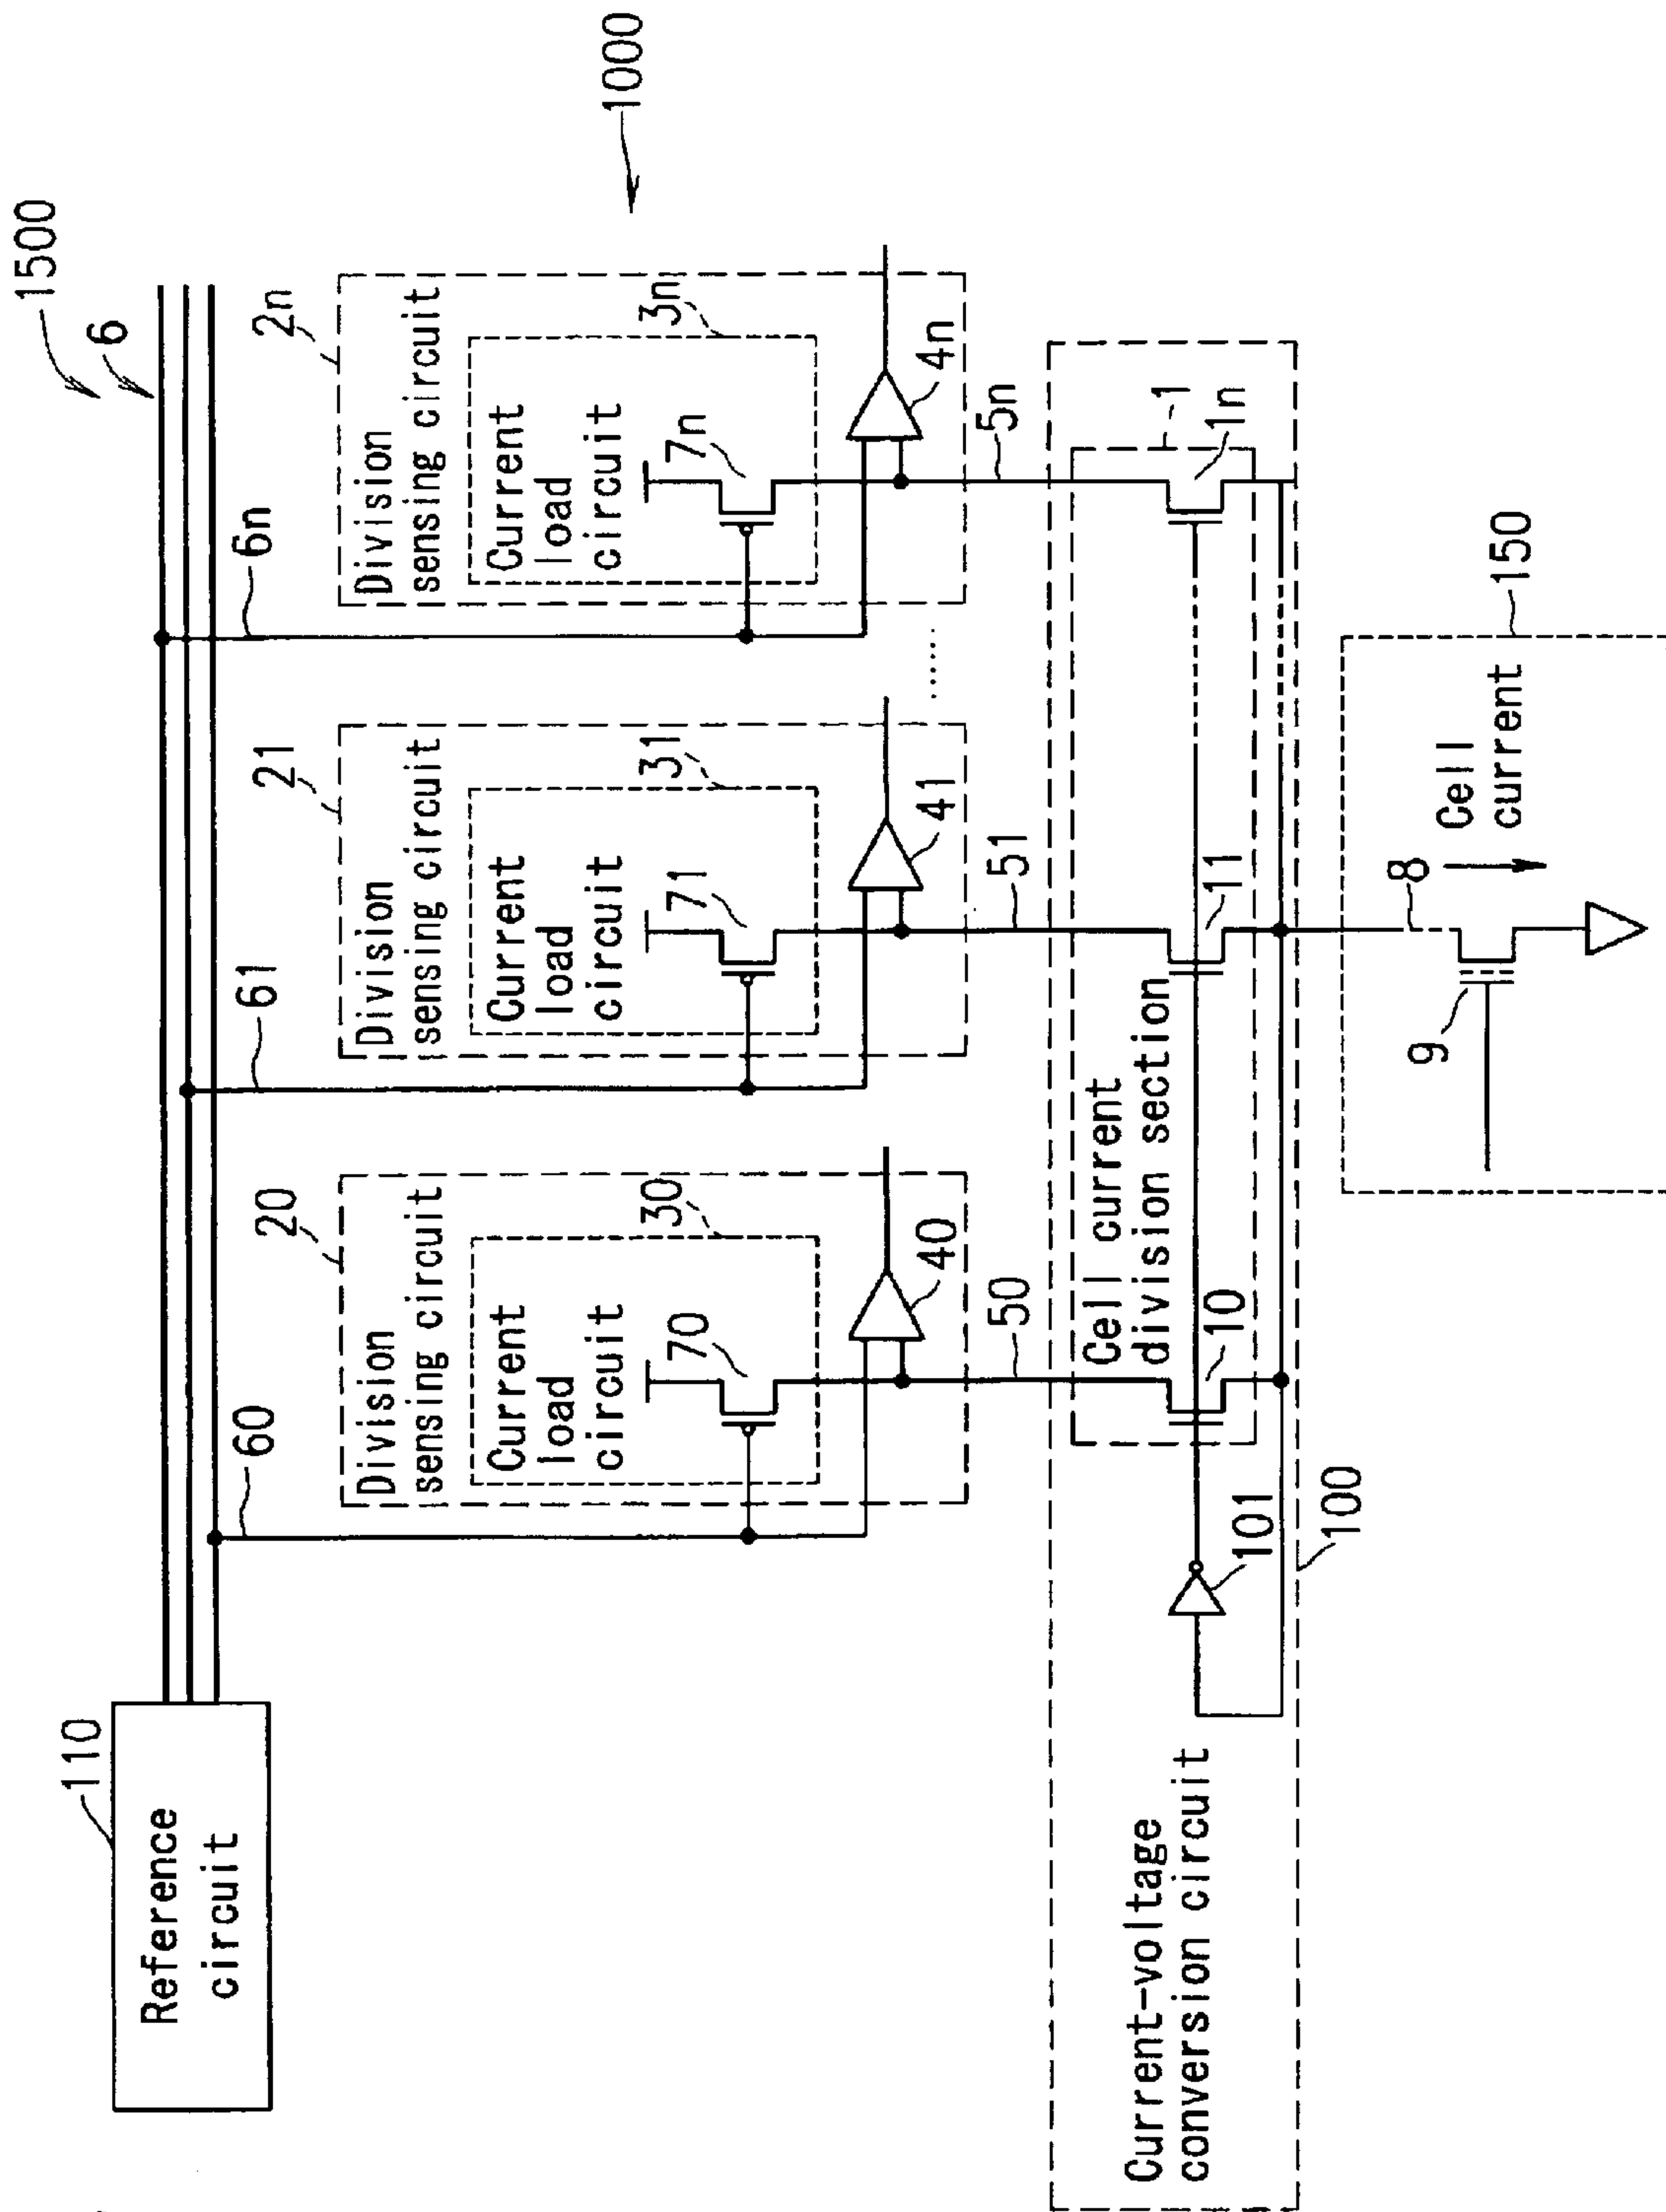 1500
6
1000
110
Reference
circuit
60
61
6n
20
Division
sensing circuit
30
Current
load
circuit
70
40
21
Division
sensing circuit
31
Current
load
circuit
71
41
2n
Division
sensing circuit
3n
Current
load
circuit
7n
4n
.....
50
51
5n
Current-voltage
conversion circuit
101
100
Cell current
division section
10
11
1
1n
150
8
Cell
current
9